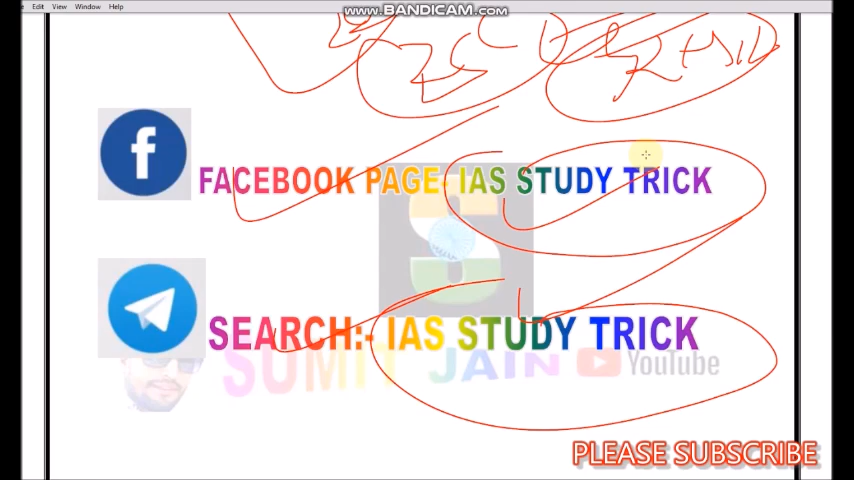 www.BANDICAM.com
Edit View Window Help
FACEBOOK PAGE- IAS STUDY TRICK
SEARCH:- IAS STUDY TRICK
SUMIT JAIN YouTube
PLEASE SUBSCRIBE